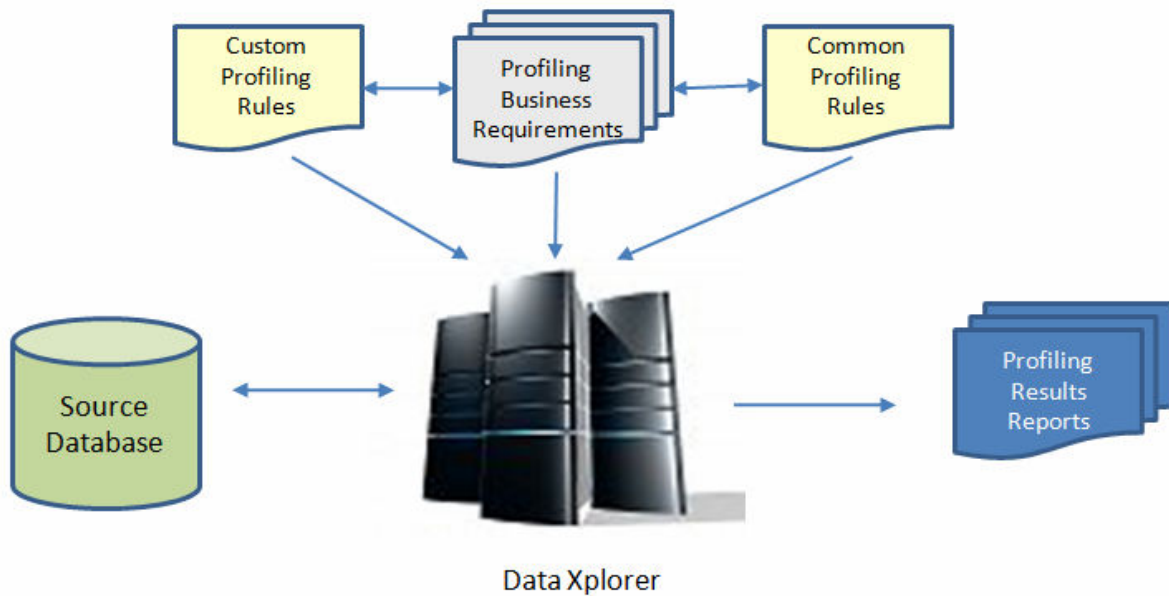 Custom
Profiling
Rules
Profiling
Business
Requirements
Common
Profiling
Rules
Source
Database
Profiling
Results
Reports
Data Xplorer